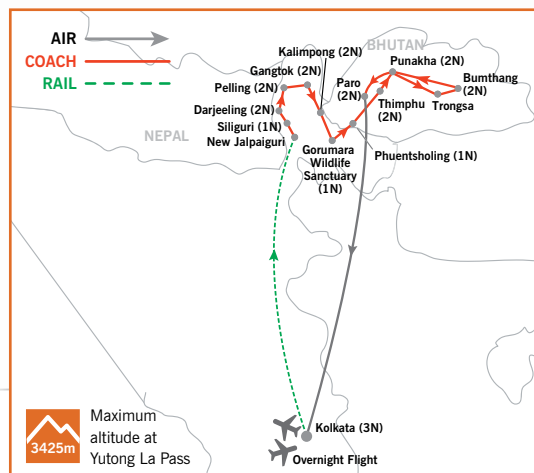 AIR
COACH
RAIL
NEPAL
BHUTAN
Kalimpong (2N)
Gangtok (2N)
Pelling (2N)
Darjeeling (2N)
Siliguri (1N)
New Jalpaiguri
Punakha (2N)
Paro
(2N)
Bumthang
(2N)
Thimphu
(2N)
Trongsa
Gorumara
Wildlife
Sanctuary
(1N)
Phuentsholing (1N)
Kolkata (3N)
Overnight Flight
3425m
Maximum
altitude at
Yutong La Pass